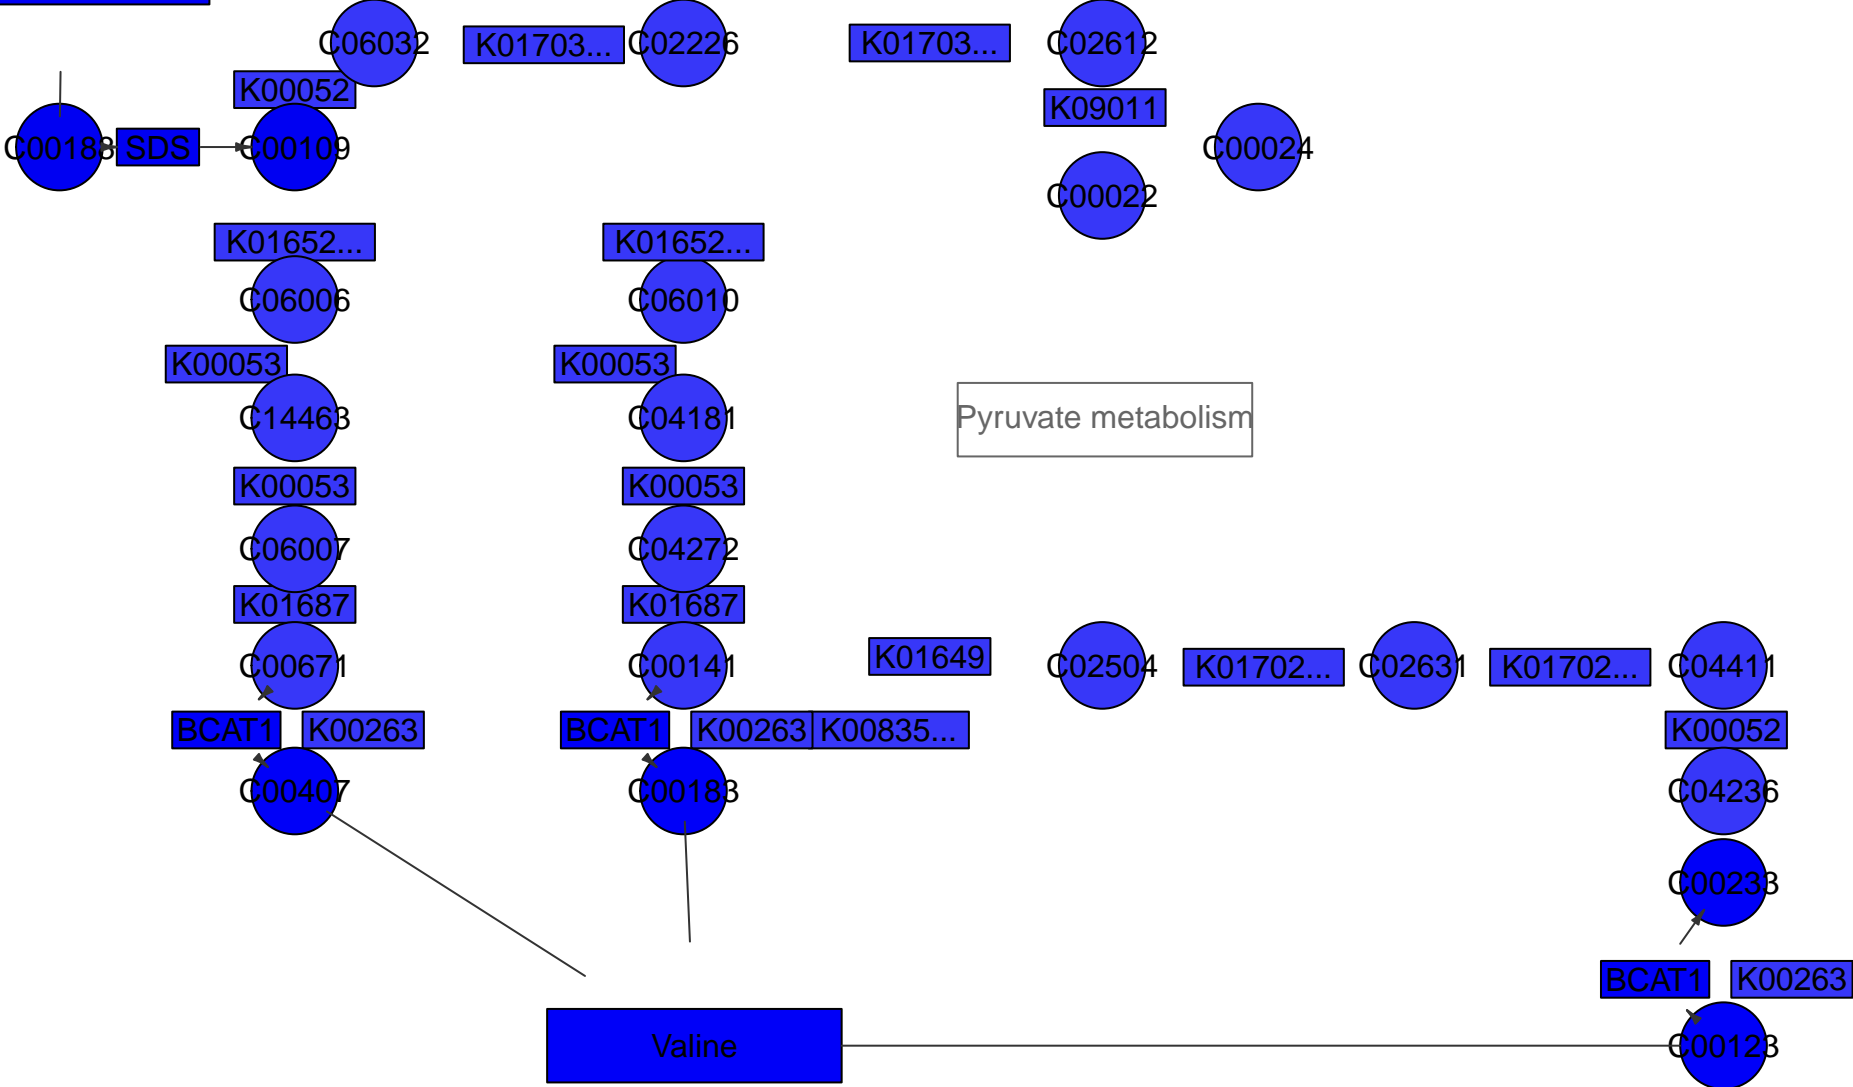 C06032
K01703...
C02226
K01703...
C02612
K00052
K09011
C00188
SDS
C00109
C00024
C00022
K01652...
K01652...
C06006
C06010
K00053
K00053
C14463
C04181
Pyruvate metabolism
K00053
K00053
C06007
C04272
K01687
K01687
C00671
C00141
K01649
C02504
K01702...
C02631
K01702...
C04411
BCAT1
K00263
BCAT1
K00263
K00835...
K00052
C00407
C00183
C04236
C00233
BCAT1
K00263
Valine
C00123